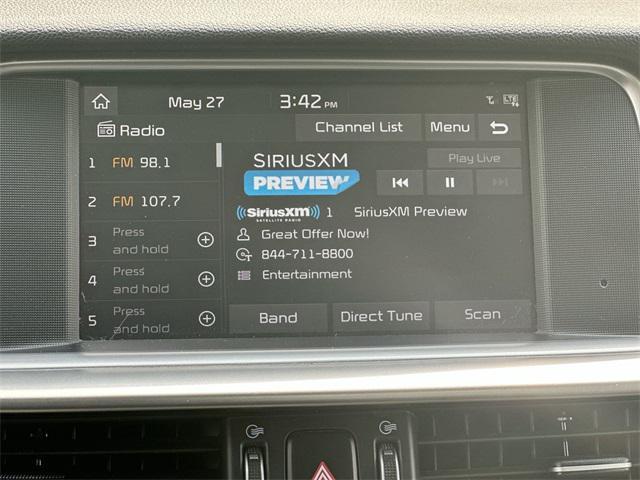 May 27 3:42 PM LTE
Radio Channel List Menu
1 FM 98.1
2 FM 107.7
3 Press and hold
4 Press and hold
5 Press and hold
SIRIUSXM Play Live
PREVIEW
((SiriusXM)) 1 SiriusXM Preview
SATELLITE RADIO
Great Offer Now!
844-711-8800
Entertainment
Band Direct Tune Scan